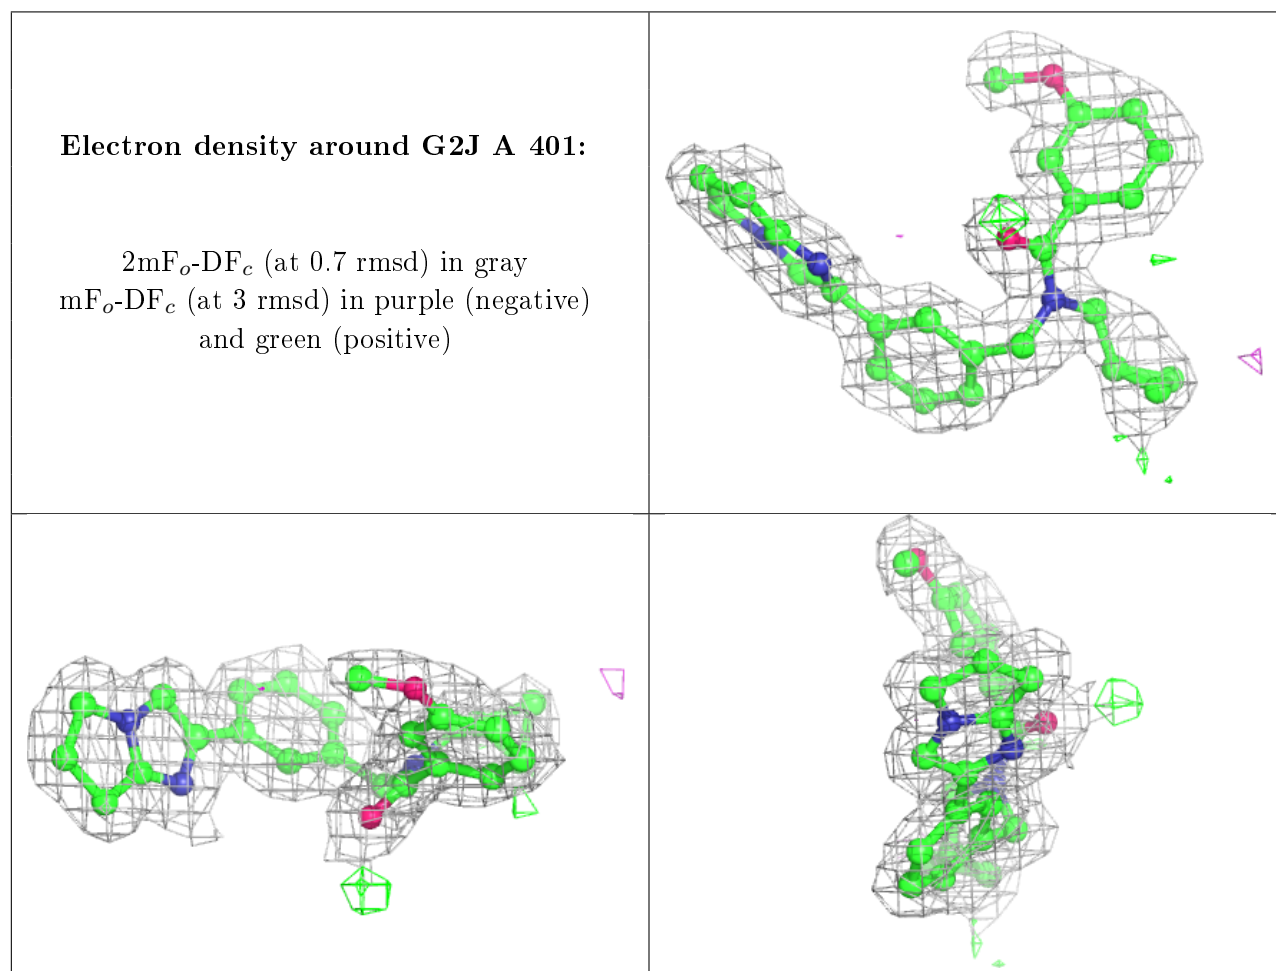 Electron density around G2J A 401:
2mFₒ-DF𝒸 (at 0.7 rmsd) in gray
mFₒ-DF𝒸 (at 3 rmsd) in purple (negative)
and green (positive)